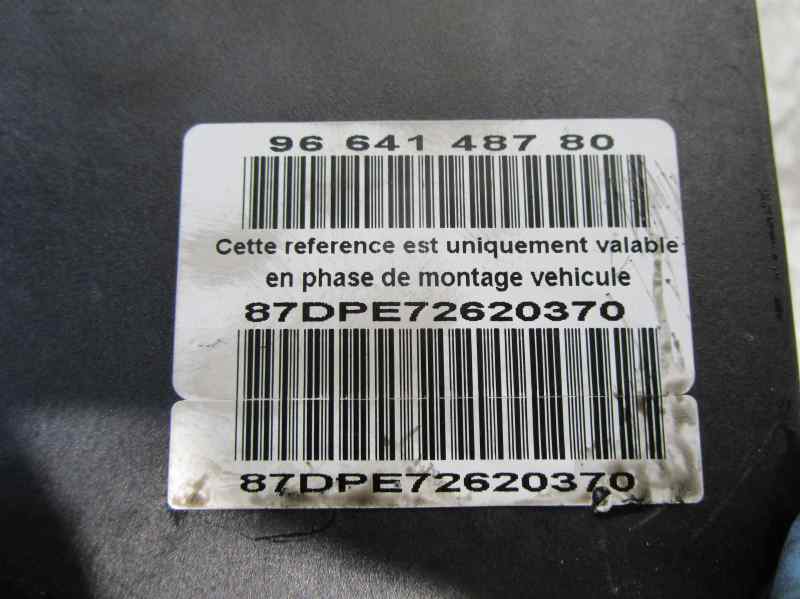 96 641 487 80
Cette reference est uniquement valable
en phase de montage vehicule
87DPE72620370
87DPE72620370